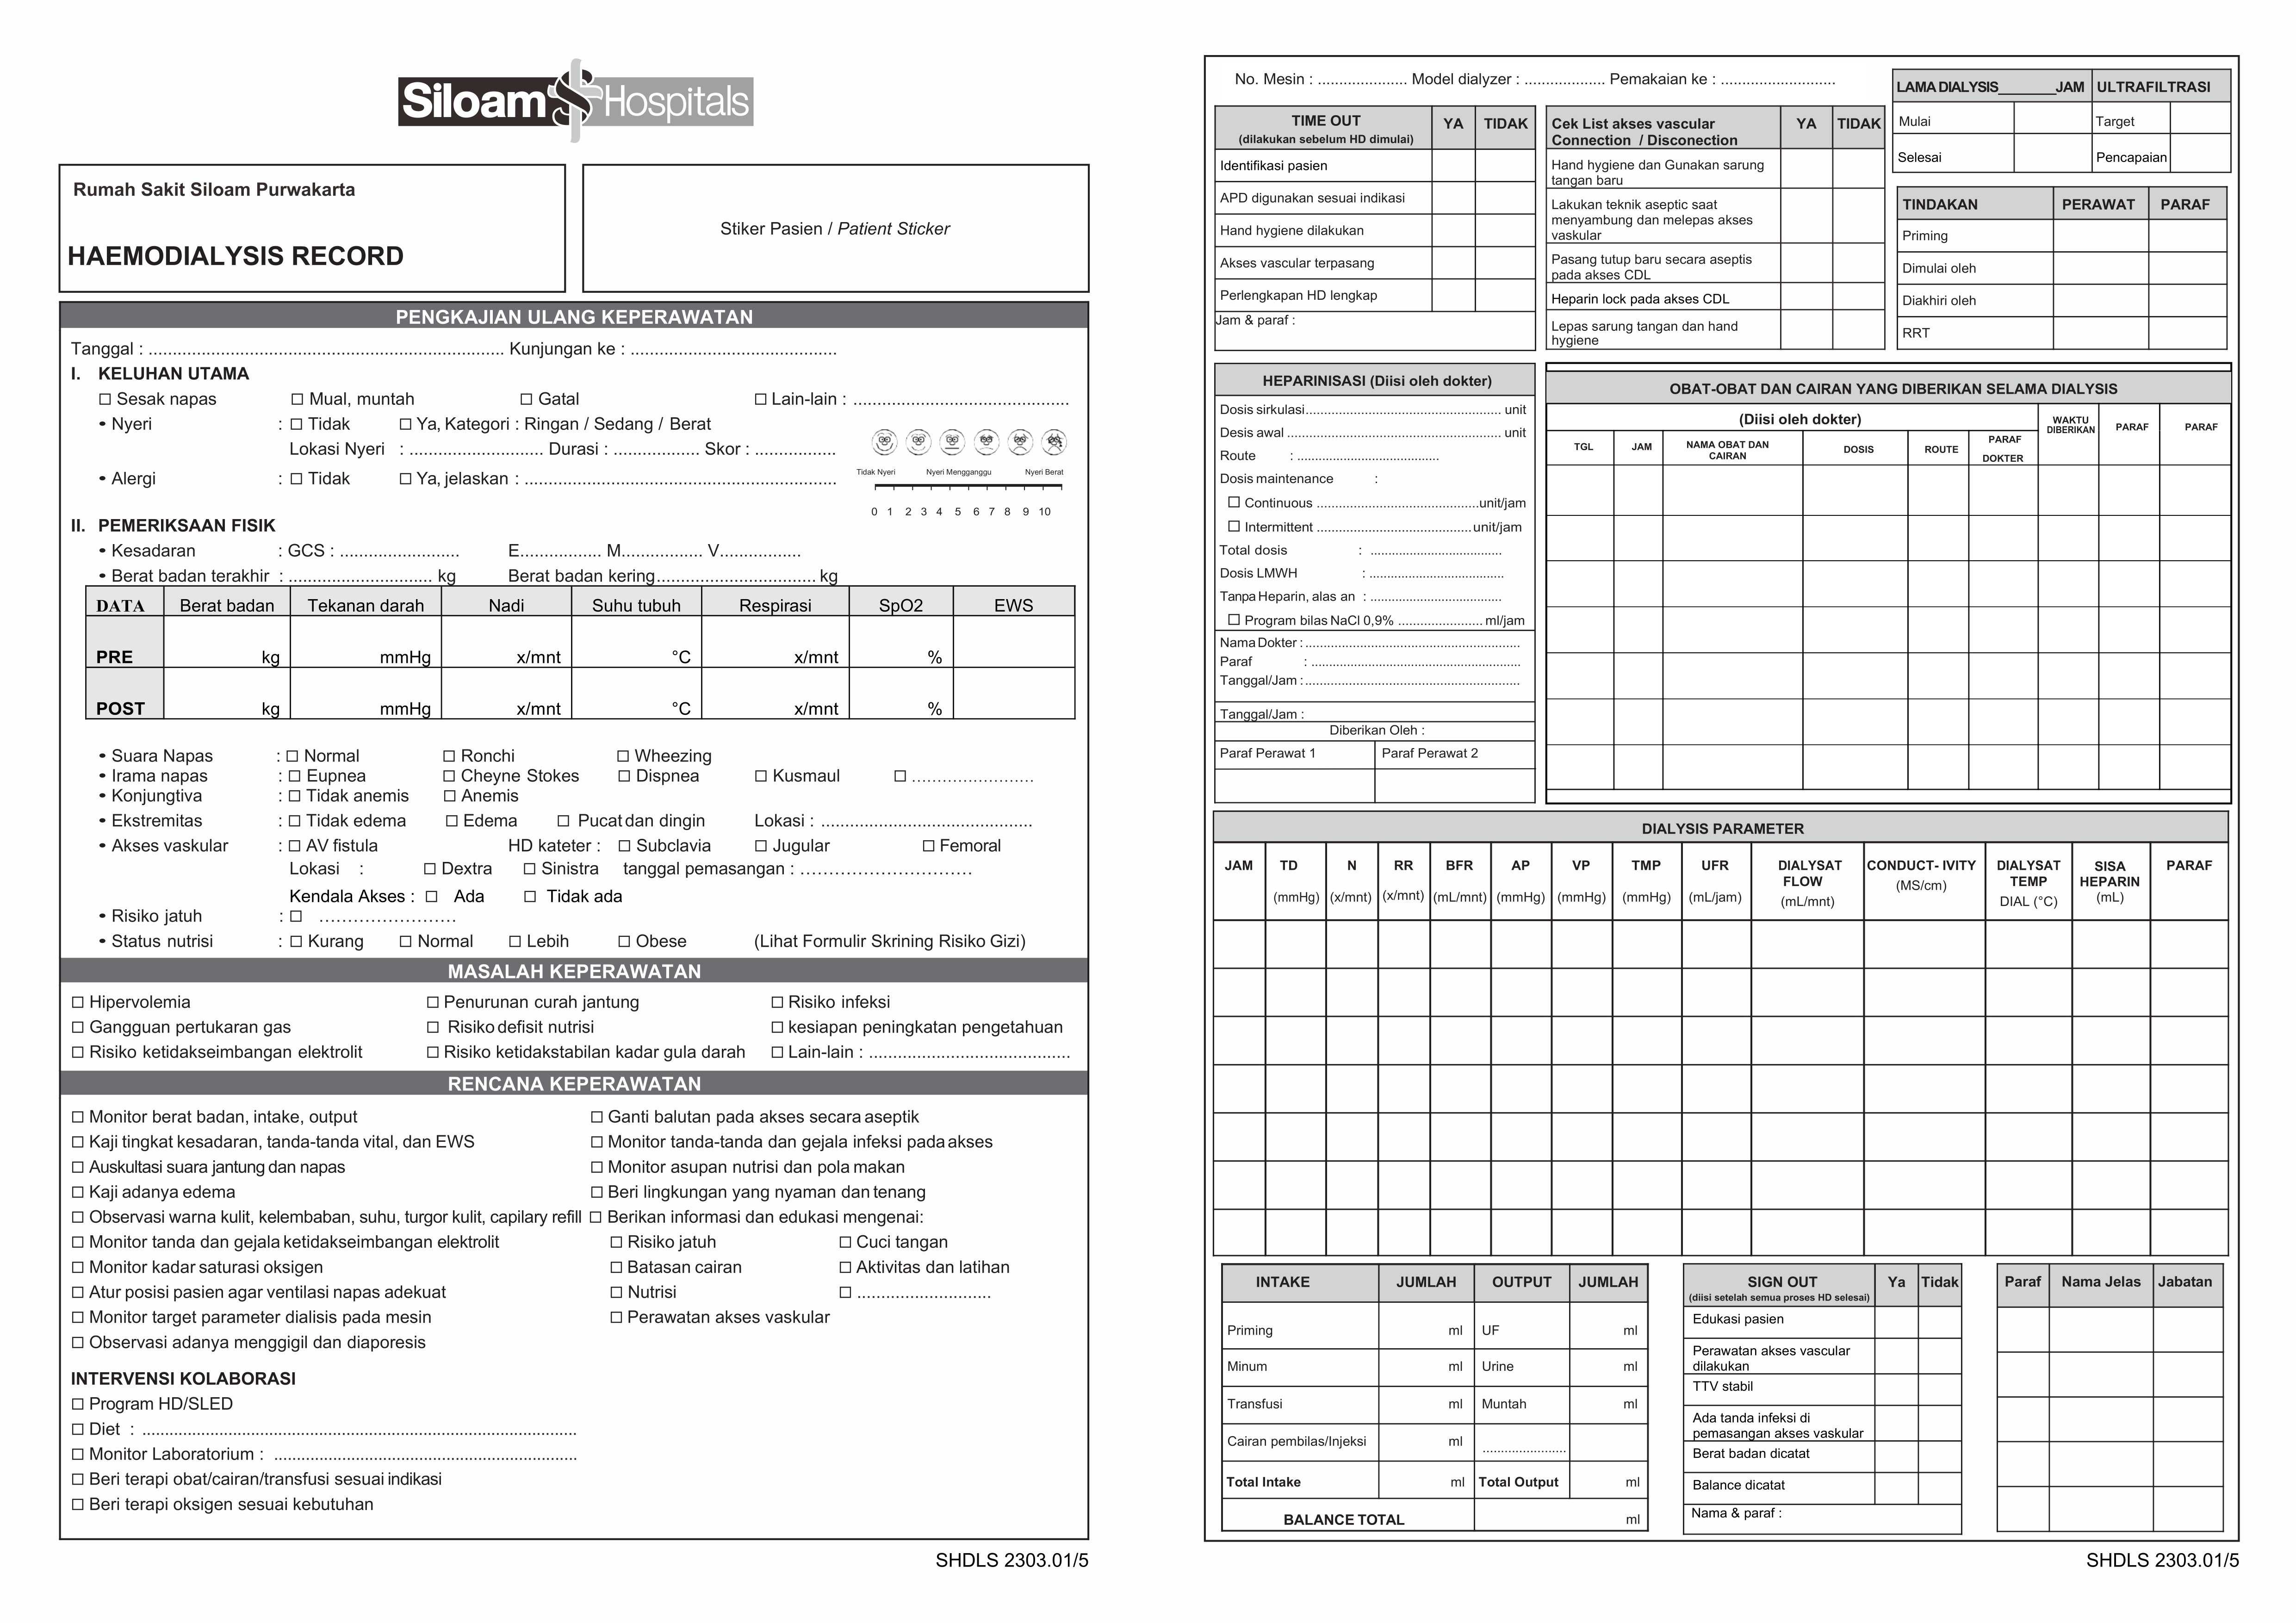 Siloam Hospitals
Rumah Sakit Siloam Purwakarta
HAEMODIALYSIS RECORD
Stiker Pasien / Patient Sticker
PENGKAJIAN ULANG KEPERAWATAN
Tanggal : .......................................................................... Kunjungan ke : ...........................................
I. KELUHAN UTAMA
☐ Sesak napas ☐ Mual, muntah ☐ Gatal ☐ Lain-lain : .............................................
• Nyeri : ☐ Tidak ☐ Ya, Kategori : Ringan / Sedang / Berat
Lokasi Nyeri : ............................ Durasi : .................. Skor : .................
Tidak Nyeri Nyeri Mengganggu Nyeri Berat
• Alergi : ☐ Tidak ☐ Ya, jelaskan : .................................................................
0 1 2 3 4 5 6 7 8 9 10
II. PEMERIKSAAN FISIK
• Kesadaran : GCS : ......................... E................. M................. V.................
• Berat badan terakhir : .............................. kg Berat badan kering................................. kg
DATA Berat badan Tekanan darah Nadi Suhu tubuh Respirasi SpO2 EWS
PRE kg mmHg x/mnt °C x/mnt %
POST kg mmHg x/mnt °C x/mnt %
• Suara Napas : ☐ Normal ☐ Ronchi ☐ Wheezing
• Irama napas : ☐ Eupnea ☐ Cheyne Stokes ☐ Dispnea ☐ Kusmaul ☐ .........................
• Konjungtiva : ☐ Tidak anemis ☐ Anemis
• Ekstremitas : ☐ Tidak edema ☐ Edema ☐ Pucat dan dingin Lokasi : ............................................
• Akses vaskular : ☐ AV fistula HD kateter : ☐ Subclavia ☐ Jugular ☐ Femoral
Lokasi : ☐ Dextra ☐ Sinistra tanggal pemasangan : ..............................
Kendala Akses : ☐ Ada ☐ Tidak ada
• Risiko jatuh : ☐ ........................
• Status nutrisi : ☐ Kurang ☐ Normal ☐ Lebih ☐ Obese (Lihat Formulir Skrining Risiko Gizi)
MASALAH KEPERAWATAN
☐ Hipervolemia ☐ Penurunan curah jantung ☐ Risiko infeksi
☐ Gangguan pertukaran gas ☐ Risiko defisit nutrisi ☐ kesiapan peningkatan pengetahuan
☐ Risiko ketidakseimbangan elektrolit ☐ Risiko ketidakstabilan kadar gula darah ☐ Lain-lain : ..........................................
RENCANA KEPERAWATAN
☐ Monitor berat badan, intake, output ☐ Ganti balutan pada akses secara aseptik
☐ Kaji tingkat kesadaran, tanda-tanda vital, dan EWS ☐ Monitor tanda-tanda dan gejala infeksi pada akses
☐ Auskultasi suara jantung dan napas ☐ Monitor asupan nutrisi dan pola makan
☐ Kaji adanya edema ☐ Beri lingkungan yang nyaman dan tenang
☐ Observasi warna kulit, kelembaban, suhu, turgor kulit, capilary refill ☐ Berikan informasi dan edukasi mengenai:
☐ Monitor tanda dan gejala ketidakseimbangan elektrolit ☐ Risiko jatuh ☐ Cuci tangan
☐ Monitor kadar saturasi oksigen ☐ Batasan cairan ☐ Aktivitas dan latihan
☐ Atur posisi pasien agar ventilasi napas adekuat ☐ Nutrisi ☐ ............................
☐ Monitor target parameter dialisis pada mesin ☐ Perawatan akses vaskular
☐ Observasi adanya menggigil dan diaporesis
INTERVENSI KOLABORASI
☐ Program HD/SLED
☐ Diet : ...........................................................................................
☐ Monitor Laboratorium : ...............................................................
☐ Beri terapi obat/cairan/transfusi sesuai indikasi
☐ Beri terapi oksigen sesuai kebutuhan
SHDLS 2303.01/5
No. Mesin : ..................... Model dialyzer : ................... Pemakaian ke : ...........................
LAMA DIALYSIS_______JAM ULTRAFILTRASI
Mulai Target
Selesai Pencapaian
TIME OUT YA TIDAK
(dilakukan sebelum HD dimulai)
Identifikasi pasien
APD digunakan sesuai indikasi
Hand hygiene dilakukan
Akses vascular terpasang
Perlengkapan HD lengkap
Jam & paraf :
Cek List akses vascular YA TIDAK
Connection / Disconection
Hand hygiene dan Gunakan sarung
tangan baru
Lakukan teknik aseptic saat
menyambung dan melepas akses
vaskular
Pasang tutup baru secara aseptis
pada akses CDL
Heparin lock pada akses CDL
Lepas sarung tangan dan hand
hygiene
TINDAKAN PERAWAT PARAF
Priming
Dimulai oleh
Diakhiri oleh
RRT
HEPARINISASI (Diisi oleh dokter)
Dosis sirkulasi.................................................... unit
Desis awal ......................................................... unit
Route : ......................................
Dosis maintenance :
☐ Continuous ...........................................unit/jam
☐ Intermittent .........................................unit/jam
Total dosis : ...................................
Dosis LMWH : ....................................
Tanpa Heparin, alas an : ...................................
☐ Program bilas NaCl 0,9% ....................... ml/jam
Nama Dokter : .........................................................
Paraf : ........................................................
Tanggal/Jam : .........................................................
Tanggal/Jam :
Diberikan Oleh :
Paraf Perawat 1 Paraf Perawat 2
OBAT-OBAT DAN CAIRAN YANG DIBERIKAN SELAMA DIALYSIS
(Diisi oleh dokter) WAKTU DIBERIKAN PARAF PARAF
TGL JAM NAMA OBAT DAN CAIRAN DOSIS ROUTE PARAF DOKTER
DIALYSIS PARAMETER
JAM TD N RR BFR AP VP TMP UFR DIALYSAT FLOW CONDUCT- IVITY DIALYSAT TEMP SISA HEPARIN PARAF
(mmHg) (x/mnt) (x/mnt) (mL/mnt) (mmHg) (mmHg) (mmHg) (mL/jam) (mL/mnt) (MS/cm) DIAL (°C) (mL)
INTAKE JUMLAH OUTPUT JUMLAH
Priming ml UF ml
Minum ml Urine ml
Transfusi ml Muntah ml
Cairan pembilas/Injeksi ml ......................
Total Intake ml Total Output ml
BALANCE TOTAL ml
SIGN OUT Ya Tidak
(diisi setelah semua proses HD selesai)
Edukasi pasien
Perawatan akses vascular
dilakukan
TTV stabil
Ada tanda infeksi di
pemasangan akses vaskular
Berat badan dicatat
Balance dicatat
Nama & paraf :
Paraf Nama Jelas Jabatan
SHDLS 2303.01/5